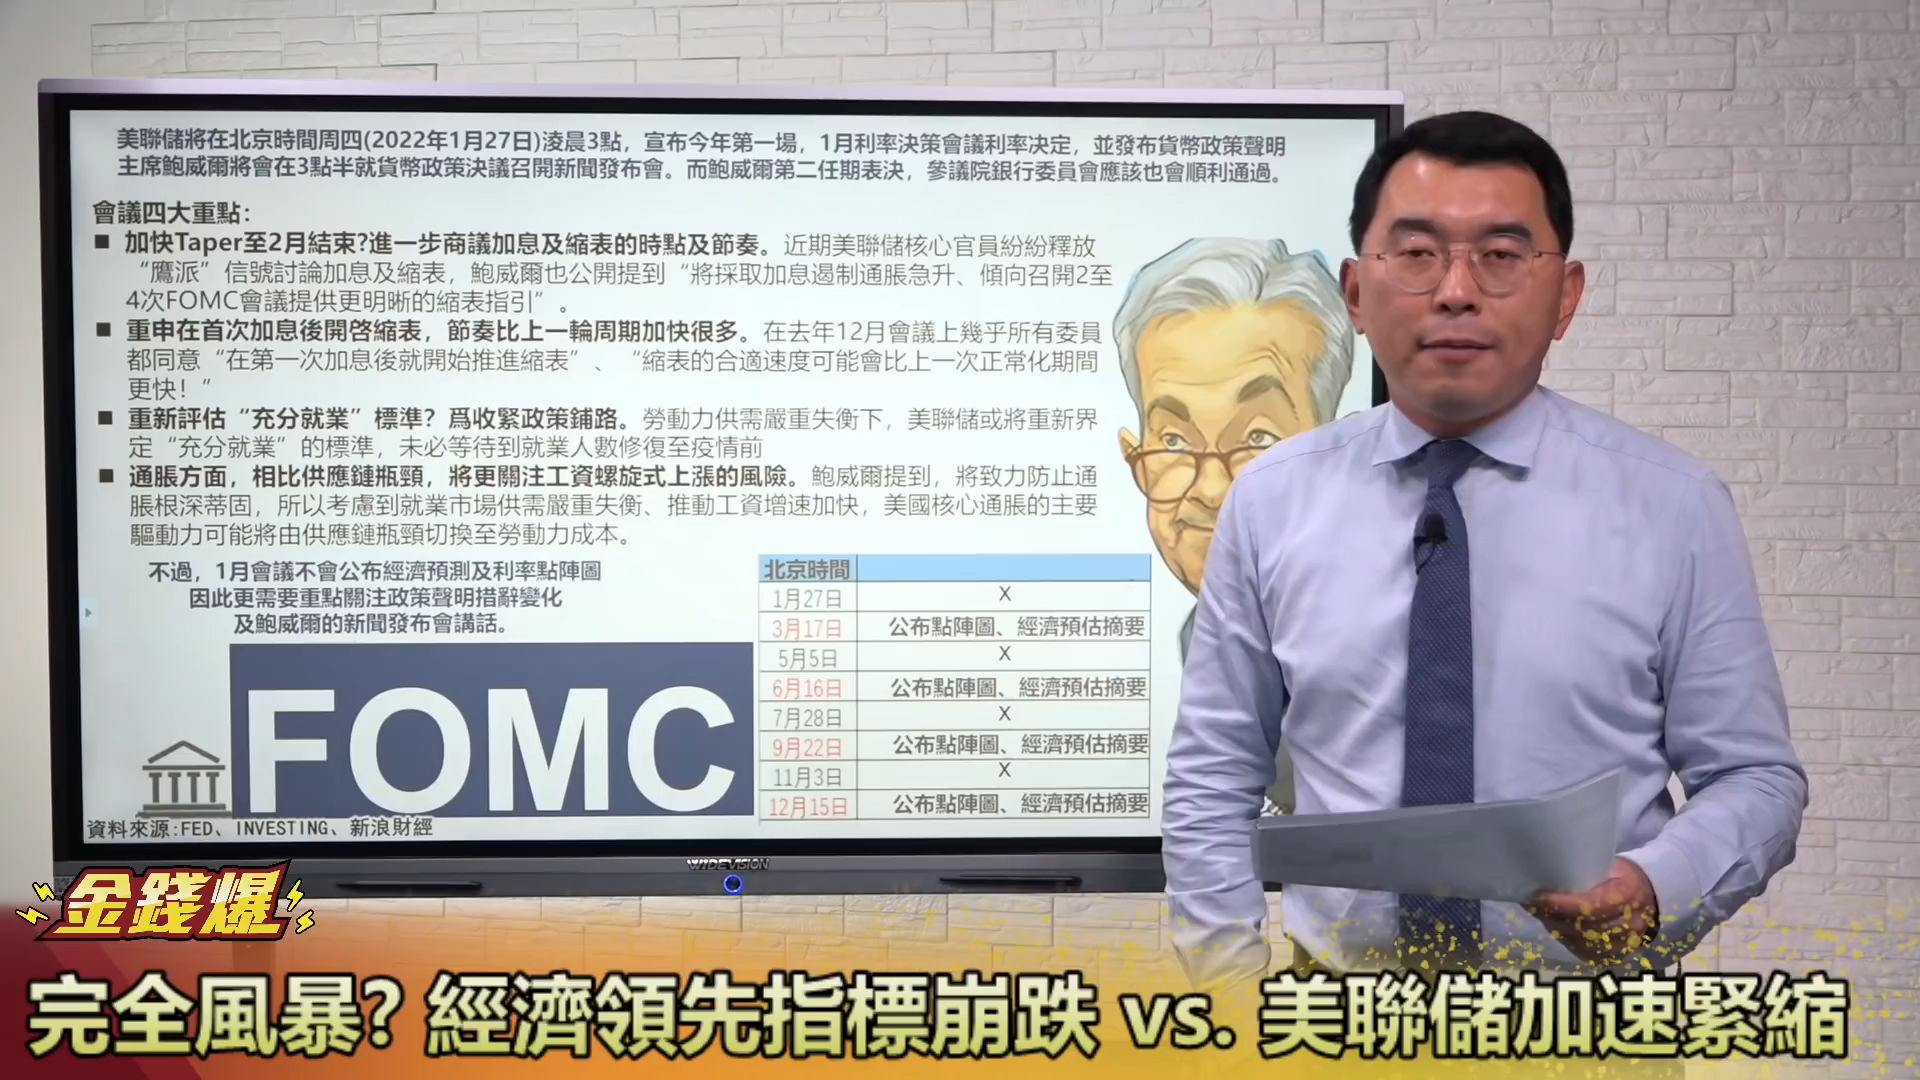 美聯儲將在北京時間周四(2022年1月27日)淩晨3點，宣布今年第一場，1月利率決策會議利率決定，並發布貨幣政策聲明
主席鮑威爾將會在3點半就貨幣政策決議召開新聞發布會。而鮑威爾第二任期表決，參議院銀行委員會應該也會順利通過。
會議四大重點：
■ 加快Taper至2月結束?進一步商議加息及縮表的時點及節奏。近期美聯儲核心官員紛紛釋放
“鷹派”信號討論加息及縮表，鮑威爾也公開提到“將採取加息遏制通脹急升、傾向召開2至
4次FOMC會議提供更明晰的縮表指引”。
■ 重申在首次加息後開啓縮表，節奏比上一輪周期加快很多。在去年12月會議上幾乎所有委員
都同意“在第一次加息後就開始推進縮表”、“縮表的合適速度可能會比上一次正常化期間
更快！”
■ 重新評估“充分就業”標準？爲收緊政策鋪路。勞動力供需嚴重失衡下，美聯儲或將重新界
定“充分就業”的標準，未必等待到就業人數修復至疫情前
■ 通脹方面，相比供應鏈瓶頸，將更關注工資螺旋式上漲的風險。鮑威爾提到，將致力防止通
脹根深蒂固，所以考慮到就業市場供需嚴重失衡、推動工資增速加快，美國核心通脹的主要
驅動力可能將由供應鏈瓶頸切換至勞動力成本。
不過，1月會議不會公布經濟預測及利率點陣圖
因此更需要重點關注政策聲明措辭變化
及鮑威爾的新聞發布會講話。
北京時間
1月27日 X
3月17日 公布點陣圖、經濟預估摘要
5月5日 X
6月16日 公布點陣圖、經濟預估摘要
7月28日 X
9月22日 公布點陣圖、經濟預估摘要
11月3日 X
12月15日 公布點陣圖、經濟預估摘要
FOMC
資料來源:FED、INVESTING、新浪財經
WIDEVISION
金錢爆
完全風暴? 經濟領先指標崩跌 vs. 美聯儲加速緊縮